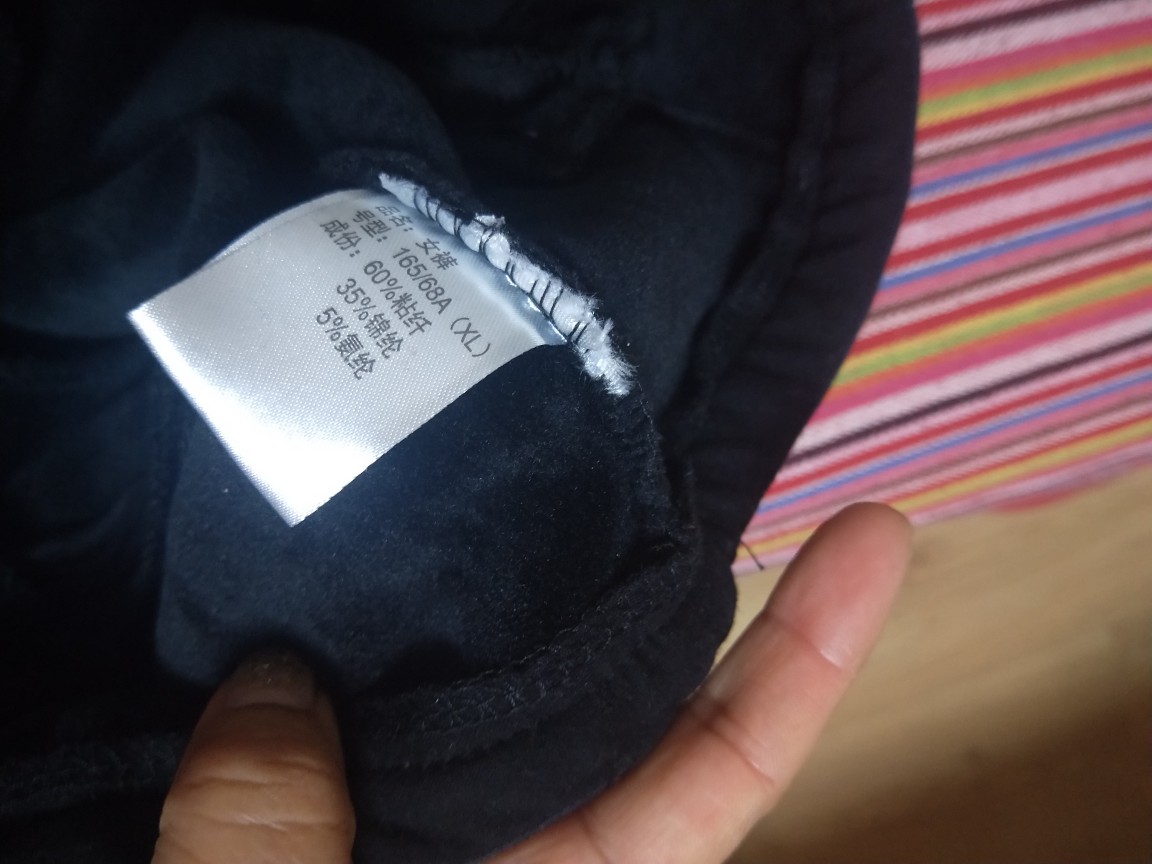 品名：女裤
号型：165/68A（XL）
成份：60%粘纤
35%锦纶
5%氨纶